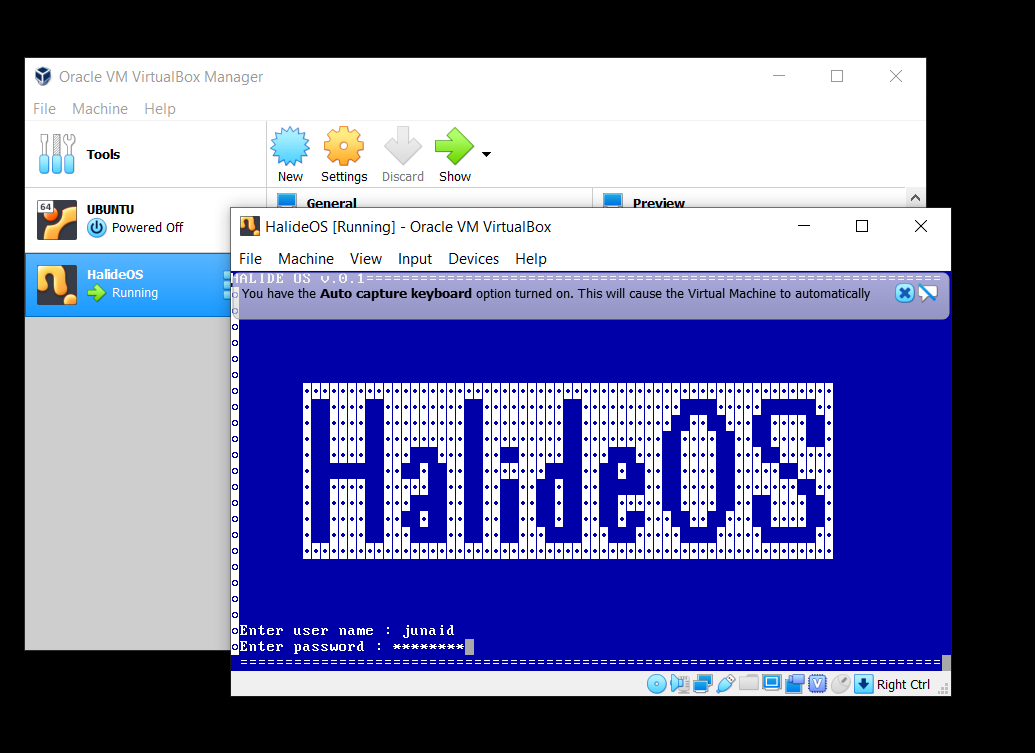 Oracle VM VirtualBox Manager
File Machine Help
Tools
New Settings Discard Show
64
UBUNTU
Powered Off
General
Preview
HalideOS
Running
HalideOS [Running] - Oracle VM VirtualBox
File Machine View Input Devices Help
HALIDE OS v.0.1================================================================
You have the Auto capture keyboard option turned on. This will cause the Virtual Machine to automatically
HalideOS
Enter user name : junaid
Enter password : ********
==============================================================================
Right Ctrl